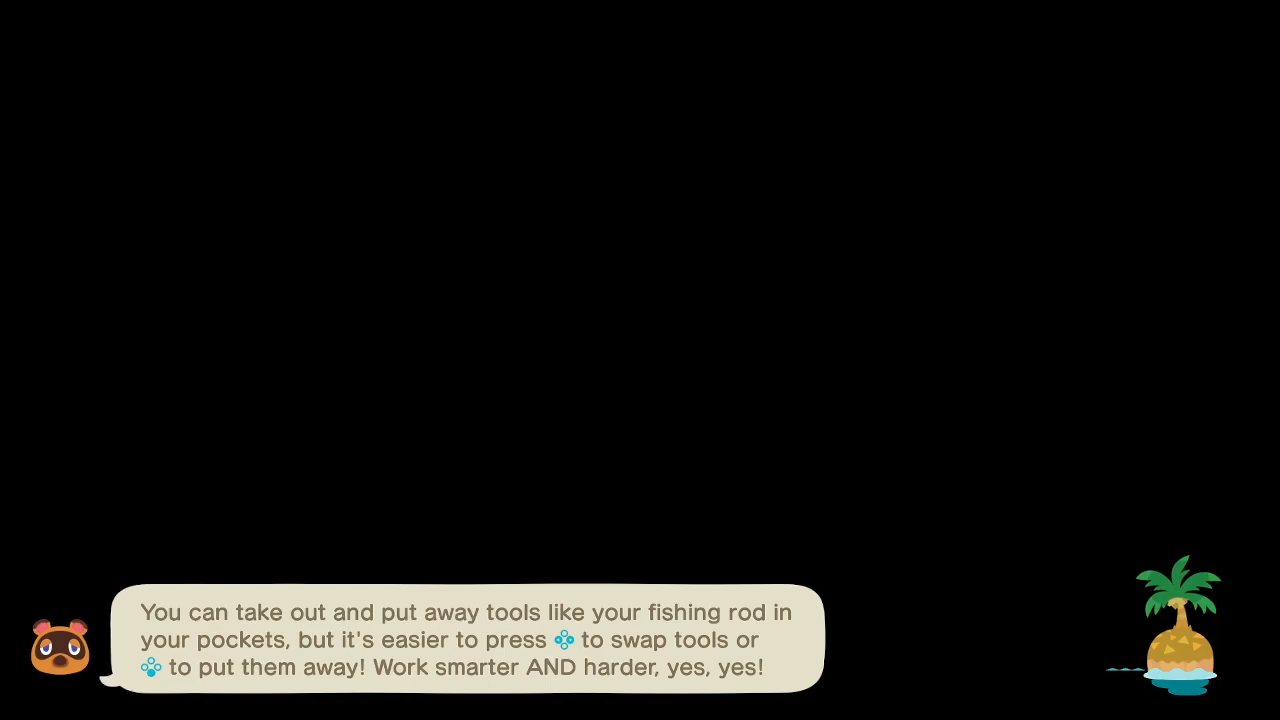 You can take out and put away tools like your fishing rod in
your pockets, but it's easier to press to swap tools or
to put them away! Work smarter AND harder, yes, yes!